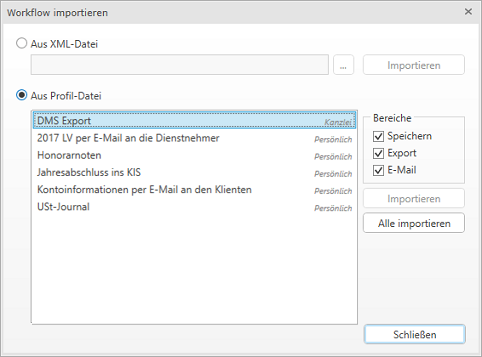 Workflow importieren
Aus XML-Datei
... Importieren
Aus Profil-Datei
DMS Export Kanzlei
2017 LV per E-Mail an die Dienstnehmer Persönlich
Honorarnoten Persönlich
Jahresabschluss ins KIS Persönlich
Kontoinformationen per E-Mail an den Klienten Persönlich
USt-Journal Persönlich
Bereiche
Speichern
Export
E-Mail
Importieren
Alle importieren
Schließen